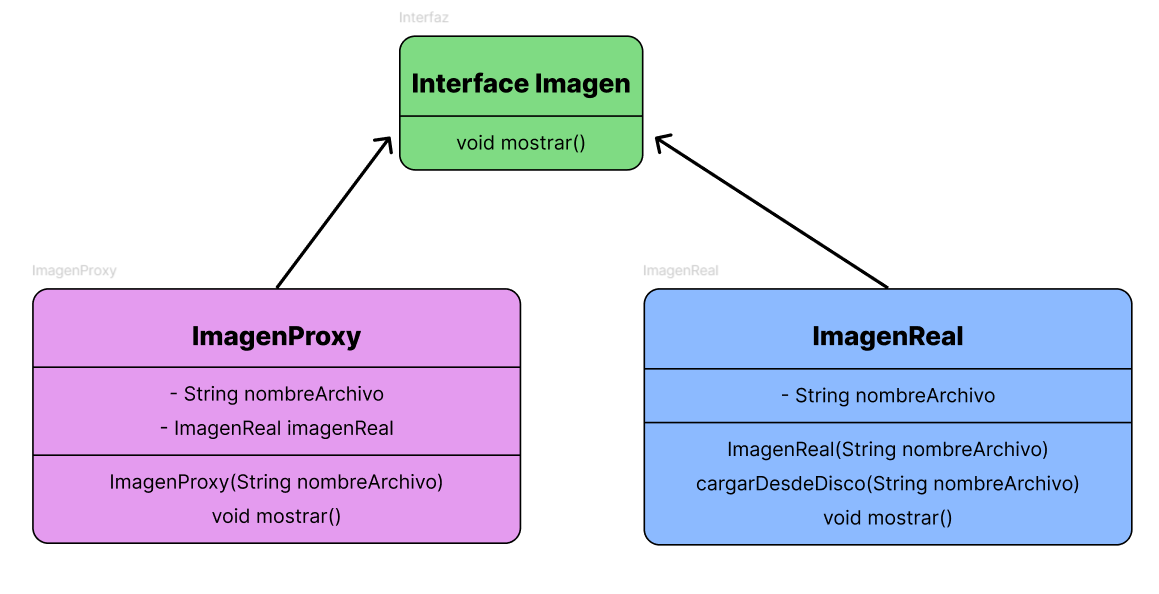 Interfaz
Interface Imagen
void mostrar()
ImagenProxy
ImagenProxy
- String nombreArchivo
- ImagenReal imagenReal
ImagenProxy(String nombreArchivo)
void mostrar()
ImagenReal
ImagenReal
- String nombreArchivo
ImagenReal(String nombreArchivo)
cargarDesdeDisco(String nombreArchivo)
void mostrar()